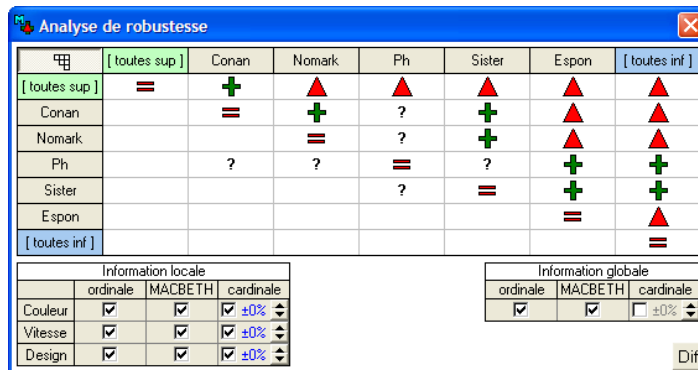 Analyse de robustesse
[ toutes sup ] Conan Nomark Ph Sister Espon [ toutes inf ]
[ toutes sup ] = +
Conan = + ? +
Nomark = ? +
Ph ? ? = ? + +
Sister ? = + +
Espon =
[ toutes inf ] =
Information locale
ordinale MACBETH cardinale
Couleur ±0%
Vitesse ±0%
Design ±0%
Information globale
ordinale MACBETH cardinale
±0%
Dif